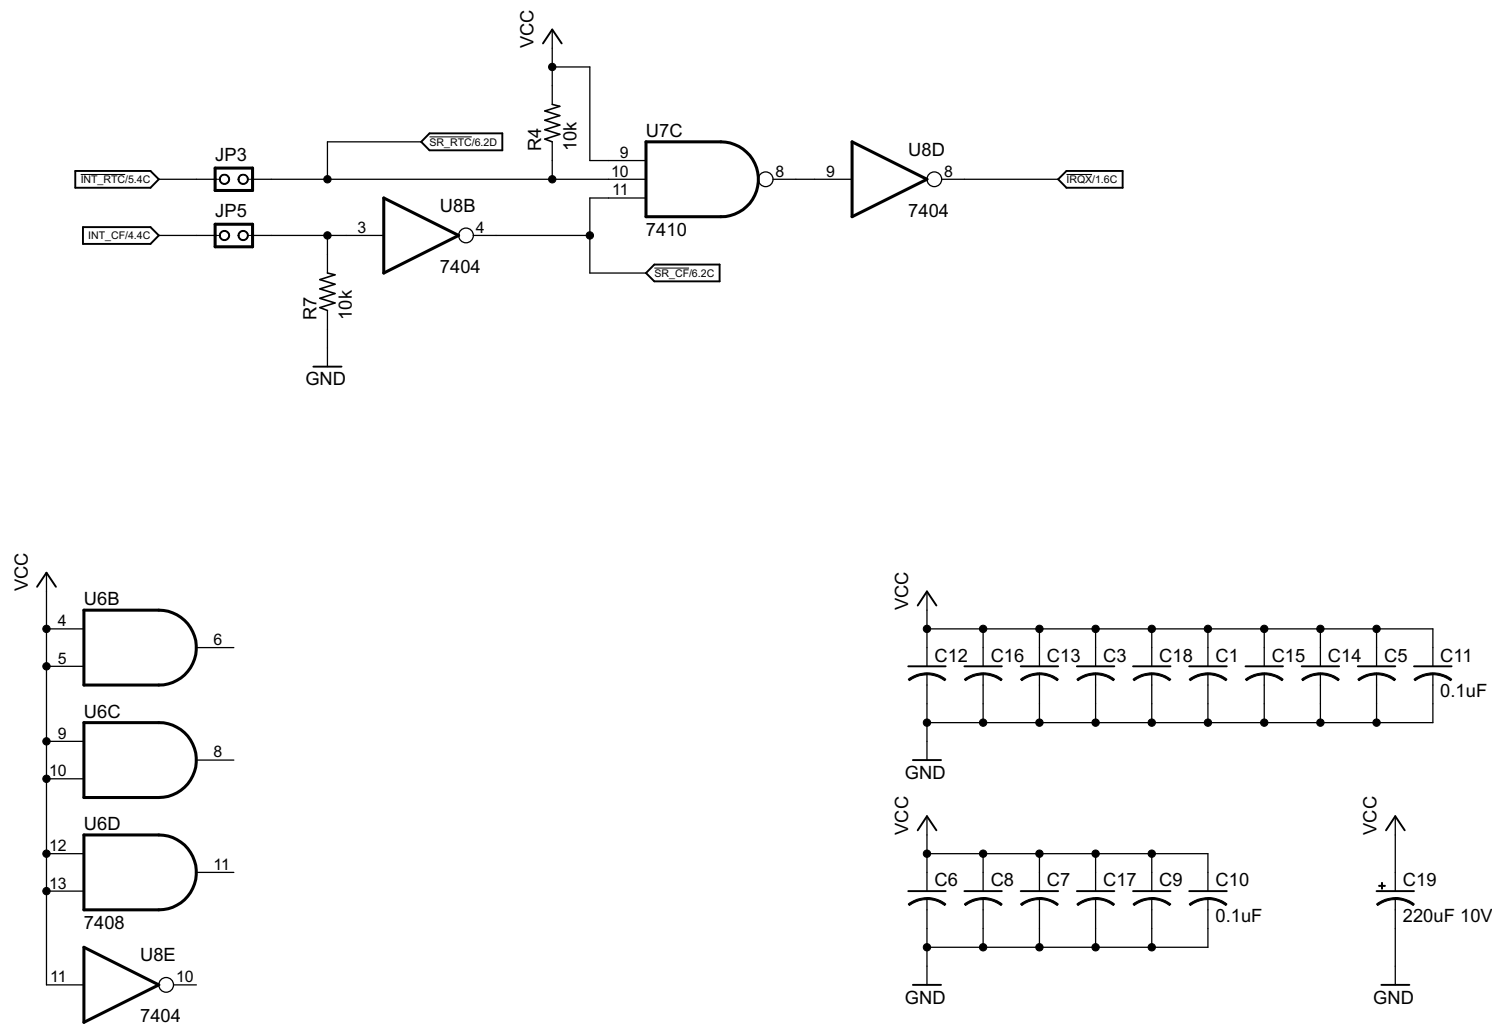 VCC
R4
10k
U7C
SR_RTC/6.2D
U8D
JP3
9
INT_RTC/5.4C
10
8
9
8
IRQX/1.6C
11
JP5
U8B
7404
INT_CF/4.4C
3
4
7410
7404
SR_CF/6.2C
R7
10k
GND
VCC
U6B
4
6
5
U6C
9
8
10
U6D
12
11
13
7408
U8E
11
10
7404
VCC
C12 C16 C13 C3 C18 C1 C15 C14 C5 C11
0.1uF
GND
VCC
C6 C8 C7 C17 C9 C10
0.1uF
GND
VCC
+ C19
220uF 10V
GND